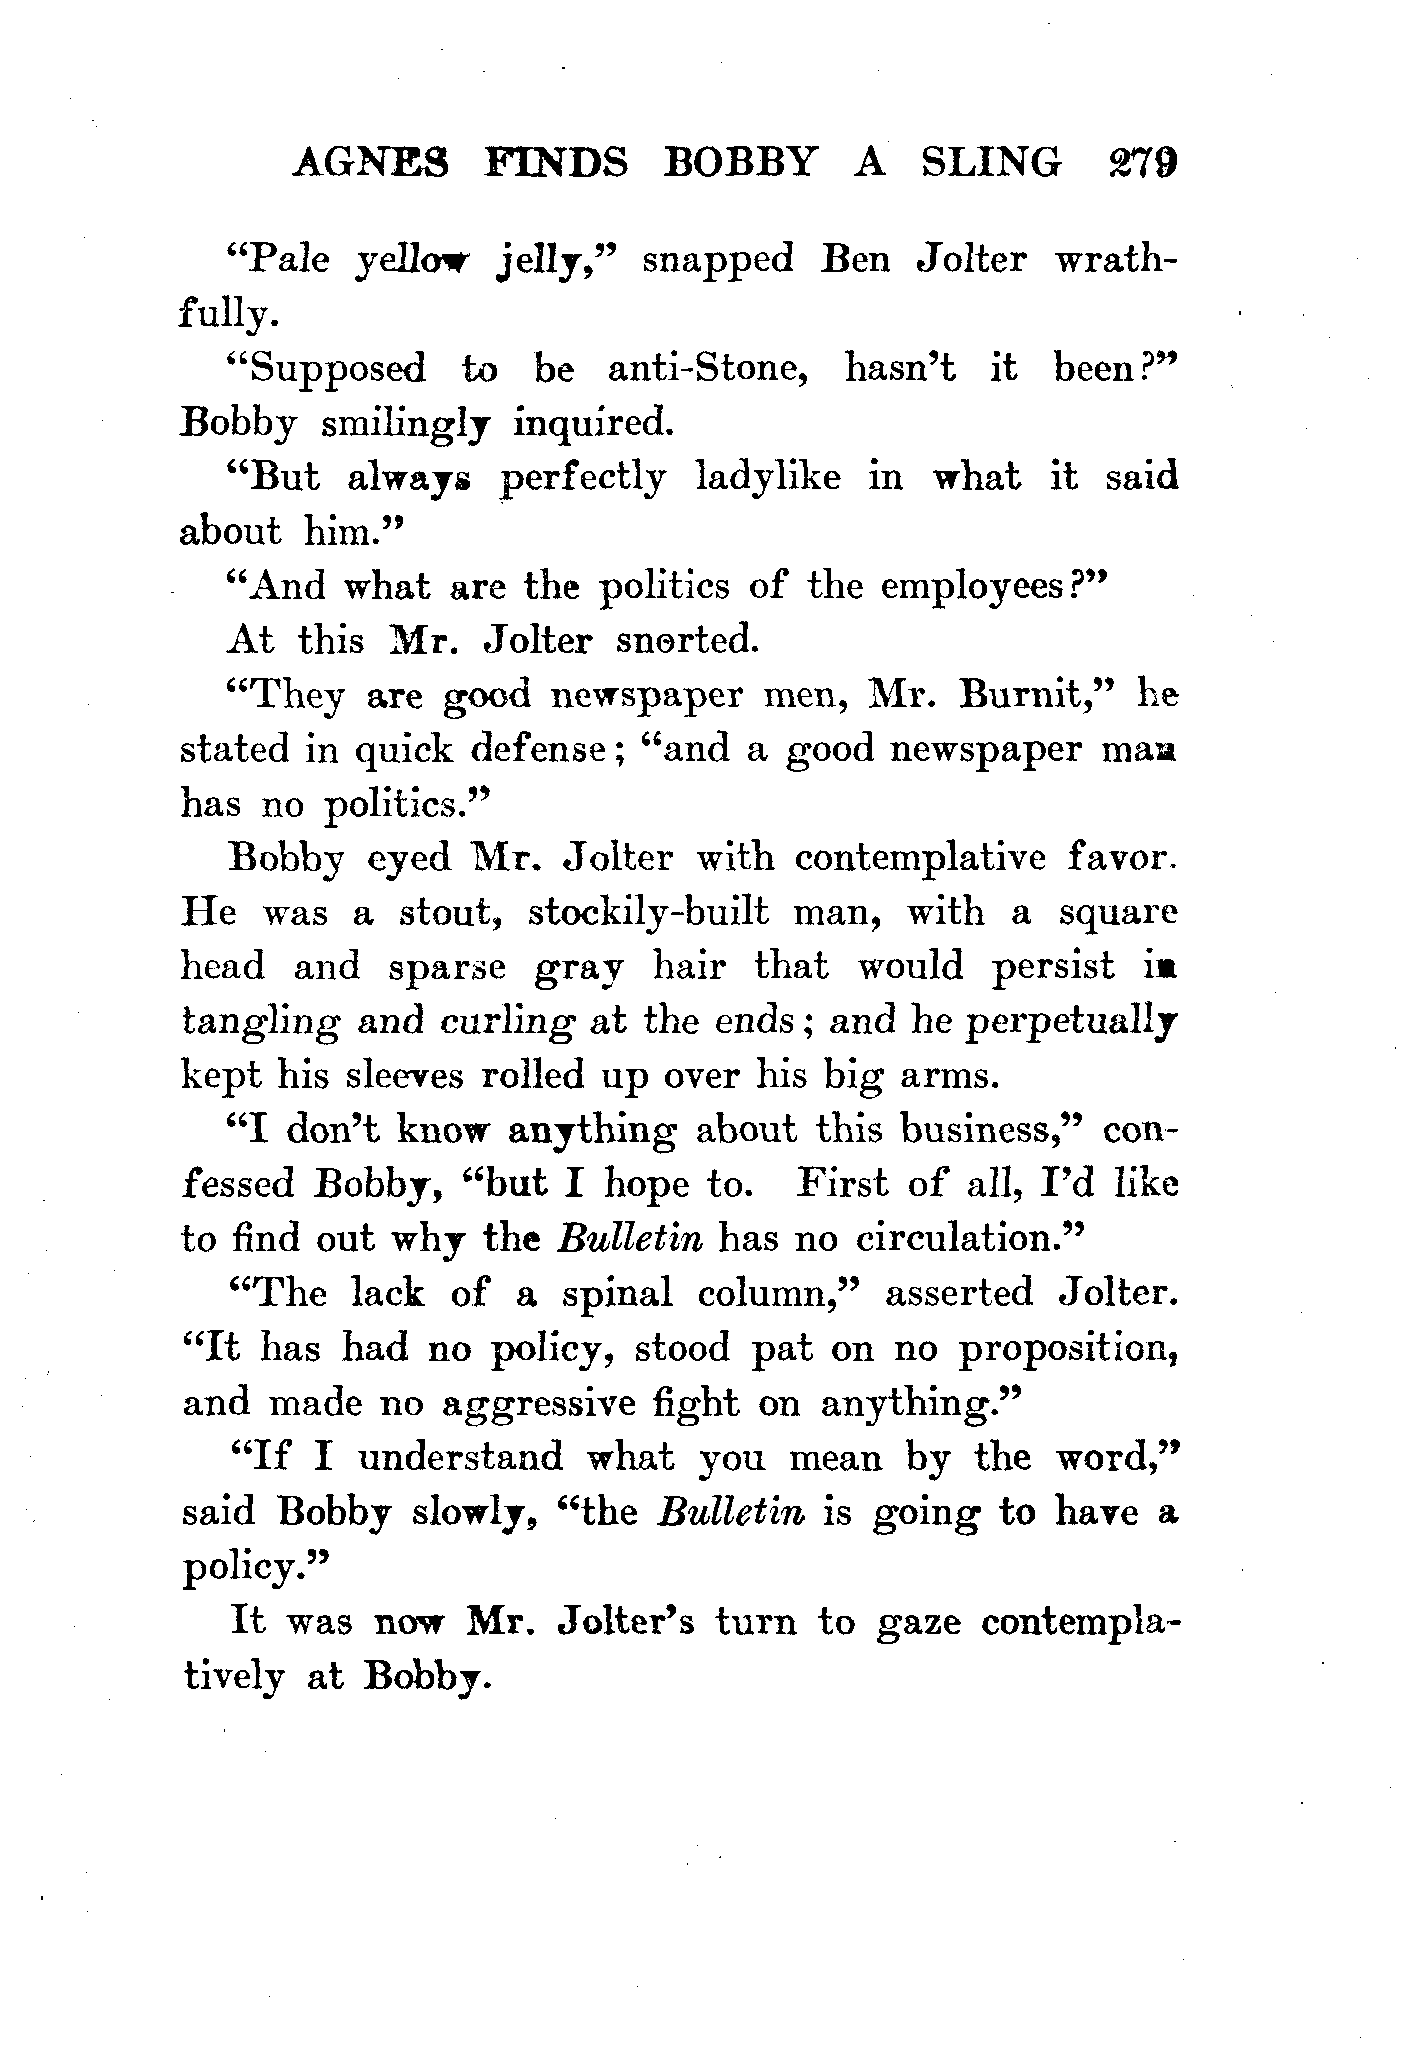 AGNES FINDS BOBBY A SLING 279
“Pale yellow jelly,” snapped Ben Jolter wrath-
fully.
“Supposed to be anti-Stone, hasn’t it been?”
Bobby smilingly inquired.
“But always perfectly ladylike in what it said
about him.”
“And what are the politics of the employees?”
At this Mr. Jolter snorted.
“They are good newspaper men, Mr. Burnit,” he
stated in quick defense; “and a good newspaper man
has no politics.”
Bobby eyed Mr. Jolter with contemplative favor.
He was a stout, stockily-built man, with a square
head and sparse gray hair that would persist in
tangling and curling at the ends; and he perpetually
kept his sleeves rolled up over his big arms.
“I don’t know anything about this business,” con-
fessed Bobby, “but I hope to. First of all, I’d like
to find out why the Bulletin has no circulation.”
“The lack of a spinal column,” asserted Jolter.
“It has had no policy, stood pat on no proposition,
and made no aggressive fight on anything.”
“If I understand what you mean by the word,”
said Bobby slowly, “the Bulletin is going to have a
policy.”
It was now Mr. Jolter’s turn to gaze contempla-
tively at Bobby.